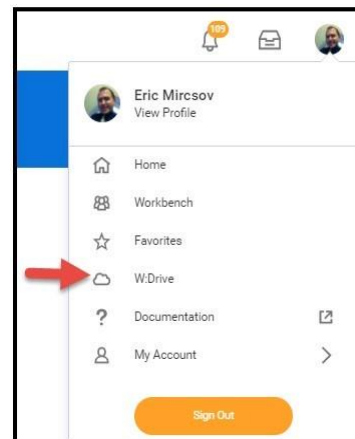 109
Eric Mircsov
View Profile
Home
Workbench
Favorites
W:Drive
Documentation
My Account
Sign Out